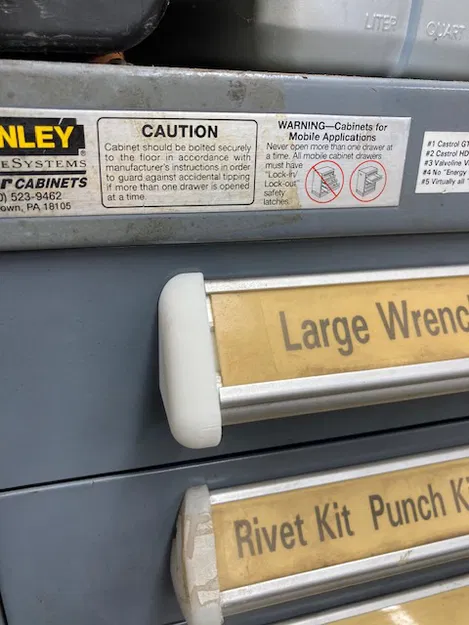 LITER QUART
NLEY
ESYSTEMS
CABINETS
523-9462
town, PA 18105
CAUTION
Cabinet should be bolted securely
to the floor in accordance with
manufacturer's instructions in order
to guard against accidental tipping
if more than one drawer is opened
at a time.
WARNING—Cabinets for
Mobile Applications
Never open more than one drawer at
a time. All mobile cabinet drawers
must have
"Lock-in,
Lock-out"
safety
latches.
#1 Castrol GT
#2 Castrol HD
#3 Valvoline V
#4 No "Energy
#5 Virtually all
Large Wrenc
Rivet Kit Punch Ki